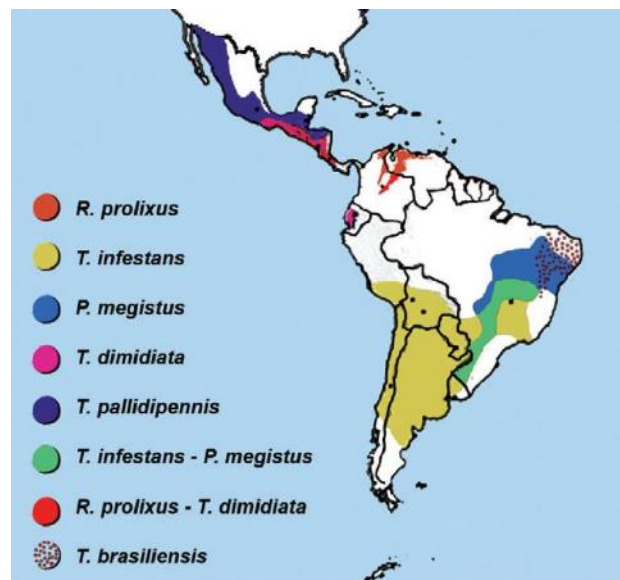 R. prolixus
T. infestans
P. megistus
T. dimidiata
T. pallidipennis
T. infestans - P. megistus
R. prolixus - T. dimidiata
T. brasiliensis